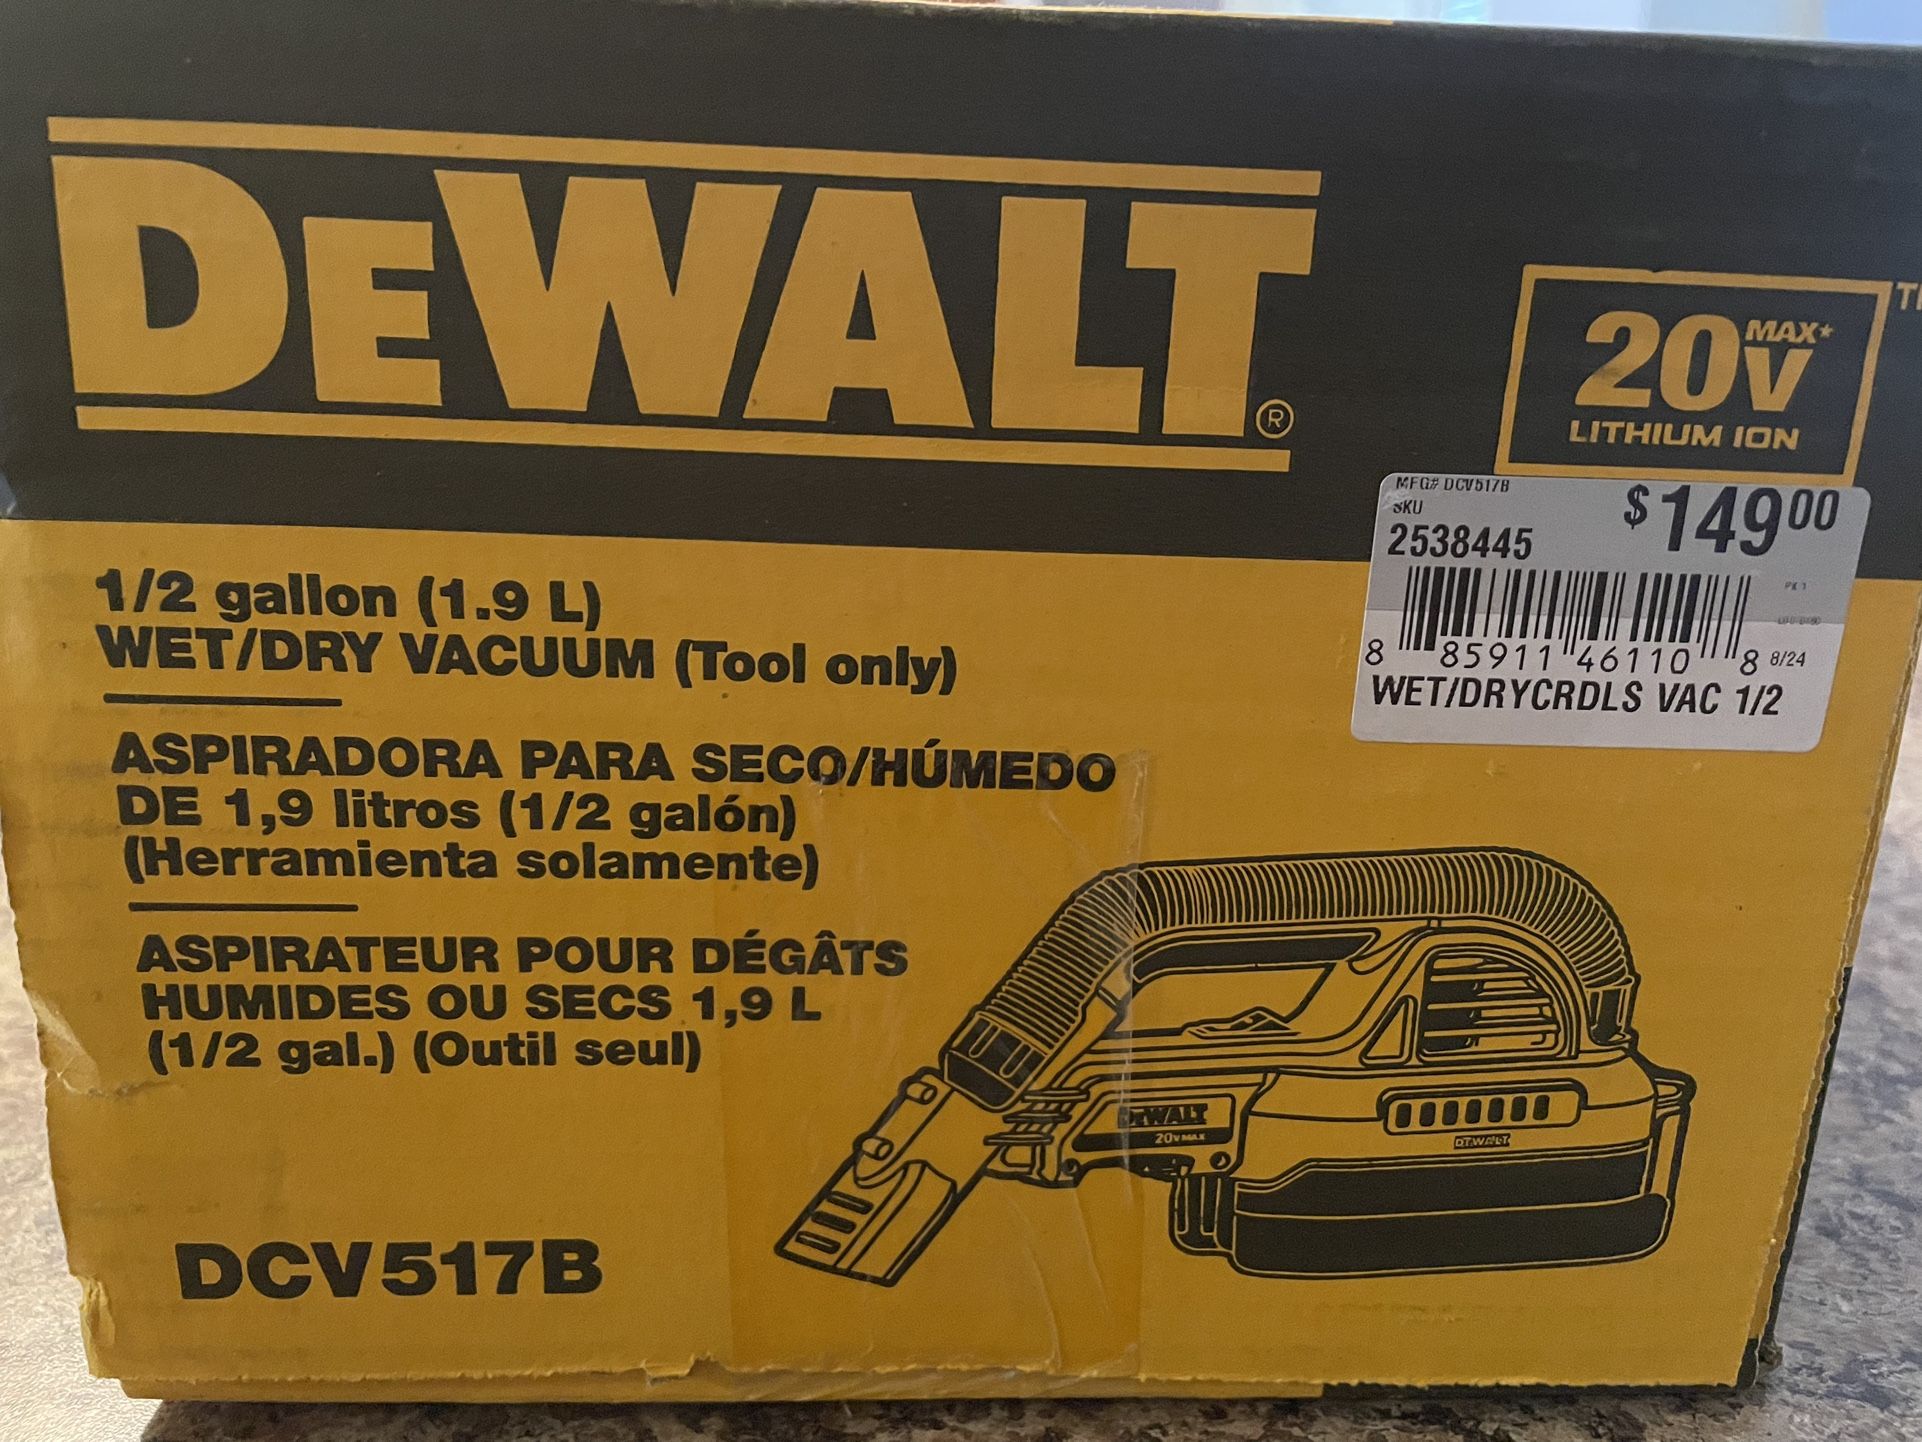 DEWALT®
20V MAX*
LITHIUM ION
MFG# DCV517B
SKU
2538445
$149.00
8 85911 46110 8 8/24
WET/DRYCRDLS VAC 1/2
1/2 gallon (1.9 L)
WET/DRY VACUUM (Tool only)
ASPIRADORA PARA SECO/HÚMEDO
DE 1,9 litros (1/2 galón)
(Herramienta solamente)
ASPIRATEUR POUR DÉGÂTS
HUMIDES OU SECS 1,9 L
(1/2 gal.) (Outil seul)
DEWALT
20V MAX
DEWALT
DCV517B